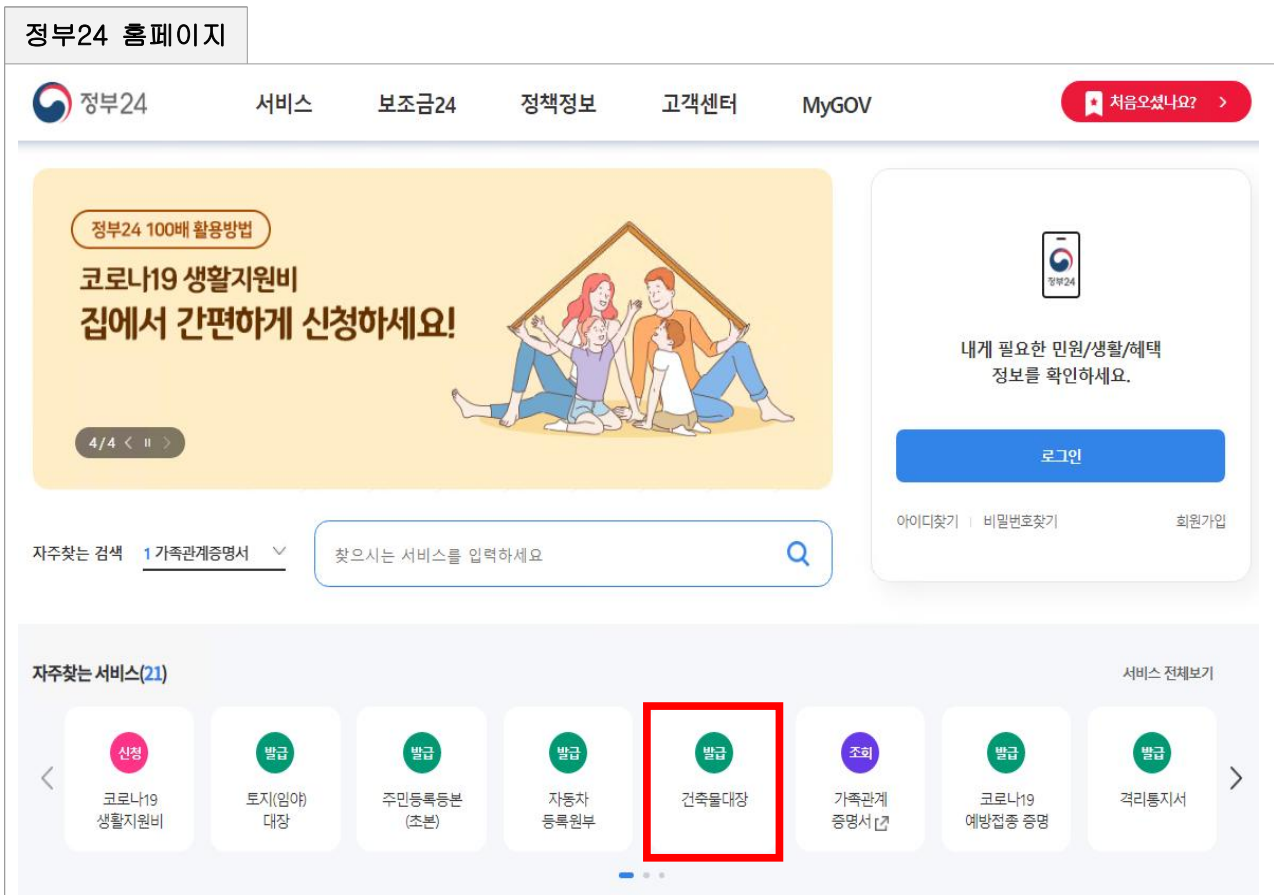 정부24 홈페이지
정부24 서비스 보조금24 정책정보 고객센터 MyGOV 처음오셨나요?
정부24 100배 활용방법
코로나19 생활지원비
집에서 간편하게 신청하세요!
4/4
정부24
내게 필요한 민원/생활/혜택
정보를 확인하세요.
로그인
아이디찾기 비밀번호찾기 회원가입
자주찾는 검색 1 가족관계증명서 찾으시는 서비스를 입력하세요
자주찾는 서비스(21) 서비스 전체보기
신청 발급 발급 발급 발급 조회 발급 발급
코로나19 토지(임야) 주민등록등본 자동차 건축물대장 가족관계 코로나19 격리통지서
생활지원비 대장 (초본) 등록원부 증명서 예방접종 증명